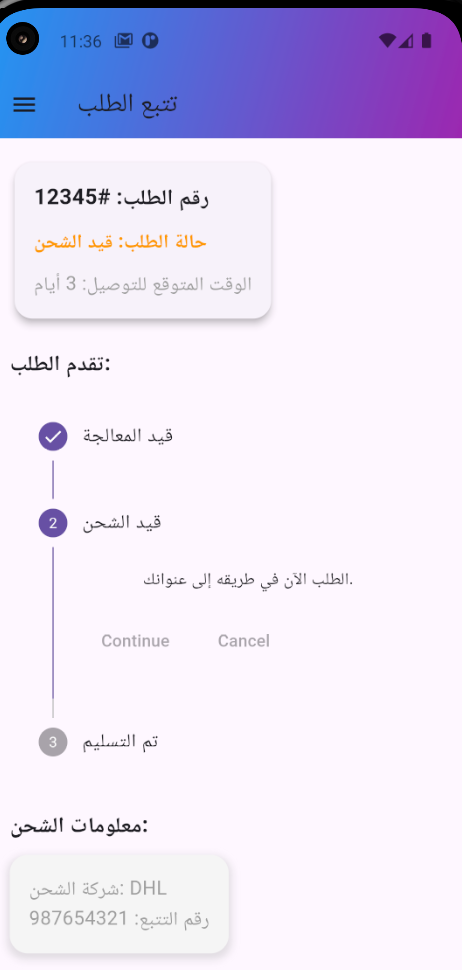 11:36
تتبع الطلب
رقم الطلب: #12345
حالة الطلب: قيد الشحن
الوقت المتوقع للتوصيل: 3 أيام
تقدم الطلب:
قيد المعالجة
2
قيد الشحن
الطلب الآن في طريقه إلى عنوانك.
Continue
Cancel
3
تم التسليم
معلومات الشحن:
شركة الشحن: DHL
رقم التتبع: 987654321